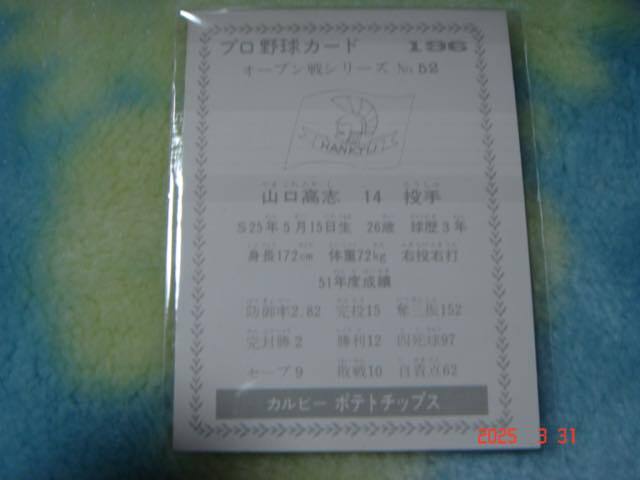 プロ野球カード 196
オープン戦シリーズ No.52
HANKYU
山口高志 14 投手
S25年5月15日生 26歳 球歴3年
身長172cm 体重72kg 右投右打
51年度成績
防御率2.82 完投15 奪三振152
完封勝2 勝利12 四死球97
セーブ9 敗戦10 自責点62
カルビー ポテトチップス
2025 3 31